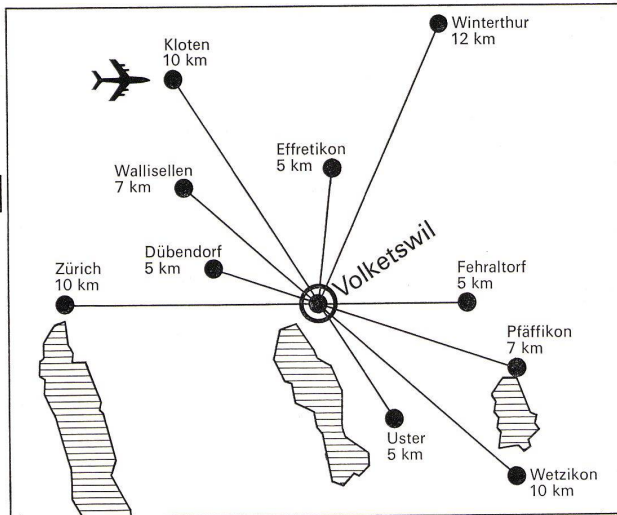 Winterthur
12 km
Kloten
10 km
Effretikon
5 km
Wallisellen
7 km
Volketswil
Dübendorf
5 km
Zürich
10 km
Fehraltorf
5 km
Pfäffikon
7 km
Uster
5 km
Wetzikon
10 km